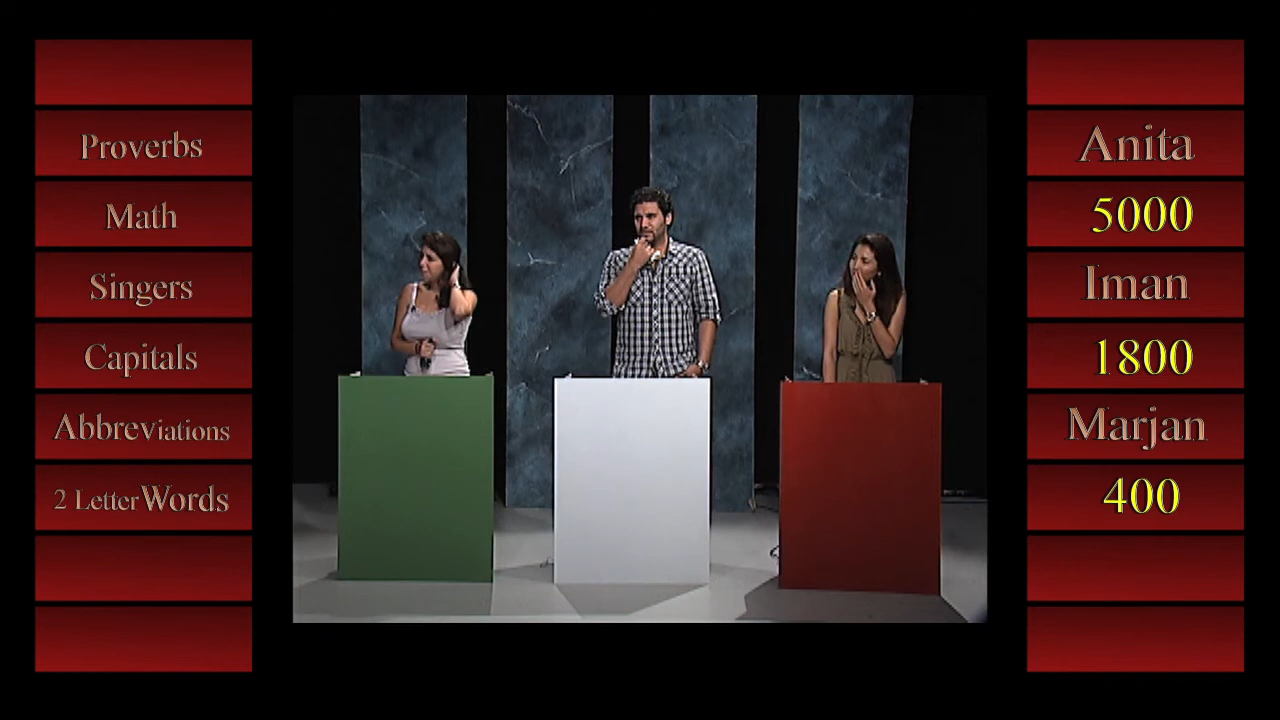 Proverbs
Math
Singers
Capitals
Abbreviations
2 Letter Words
Anita
5000
Iman
1800
Marjan
400